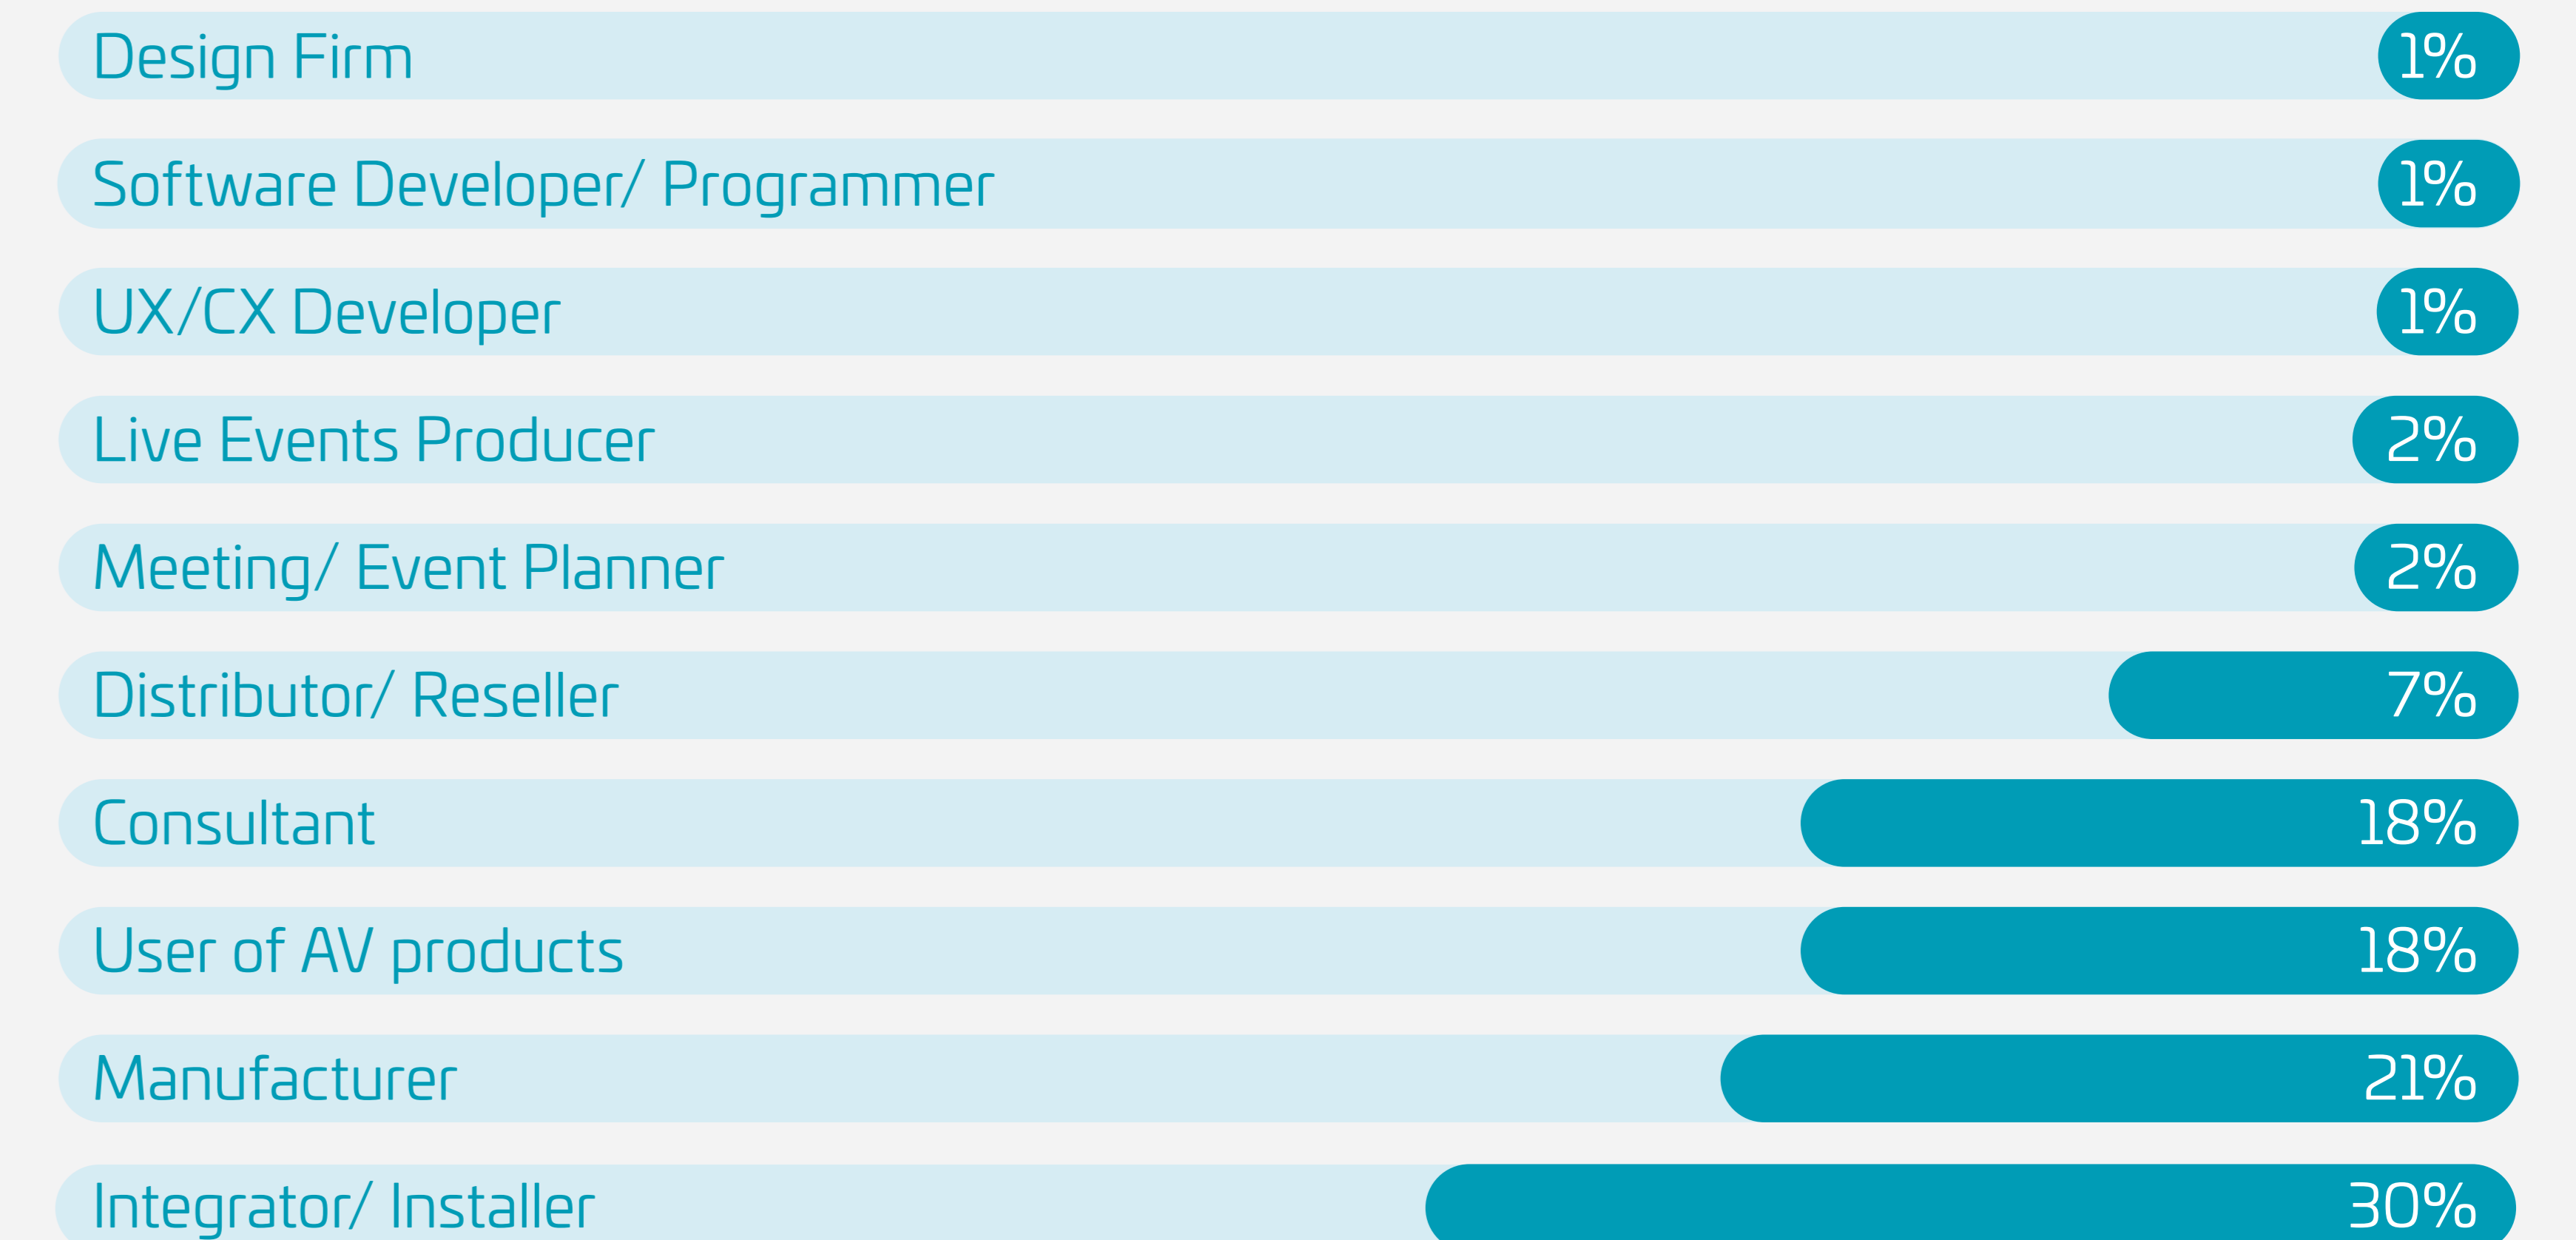 Design Firm 1%
Software Developer/ Programmer 1%
UX/CX Developer 1%
Live Events Producer 2%
Meeting/ Event Planner 2%
Distributor/ Reseller 7%
Consultant 18%
User of AV products 18%
Manufacturer 21%
Integrator/ Installer 30%